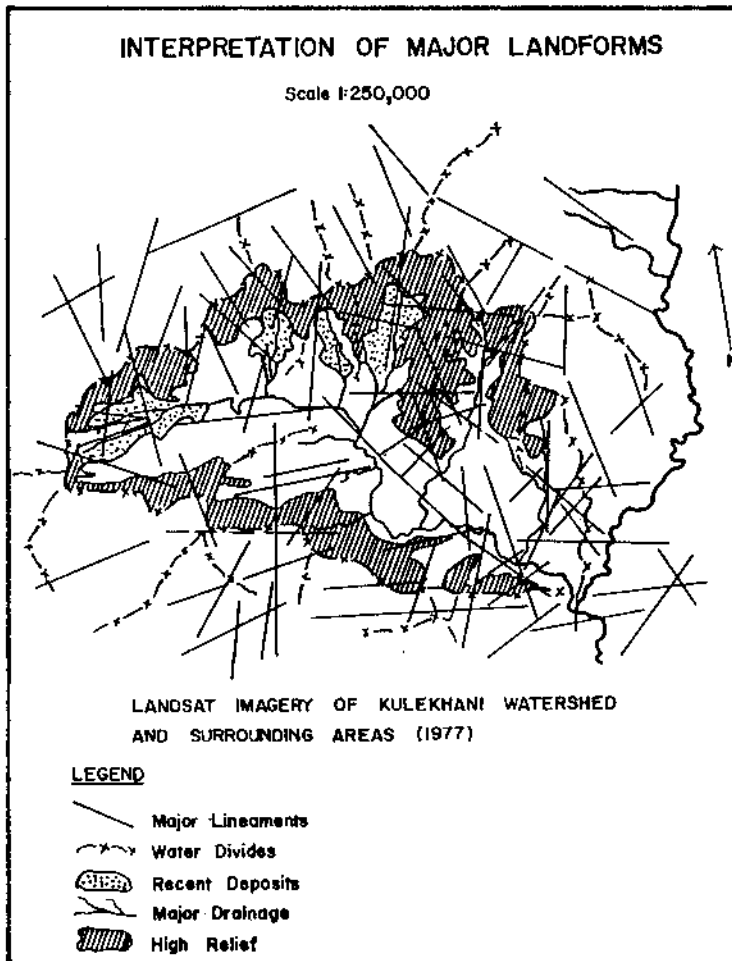 INTERPRETATION OF MAJOR LANDFORMS
Scale 1:250,000
LANDSAT IMAGERY OF KULEKHANI WATERSHED
AND SURROUNDING AREAS (1977)
LEGEND
Major Lineaments
Water Divides
Recent Deposits
Major Drainage
High Relief